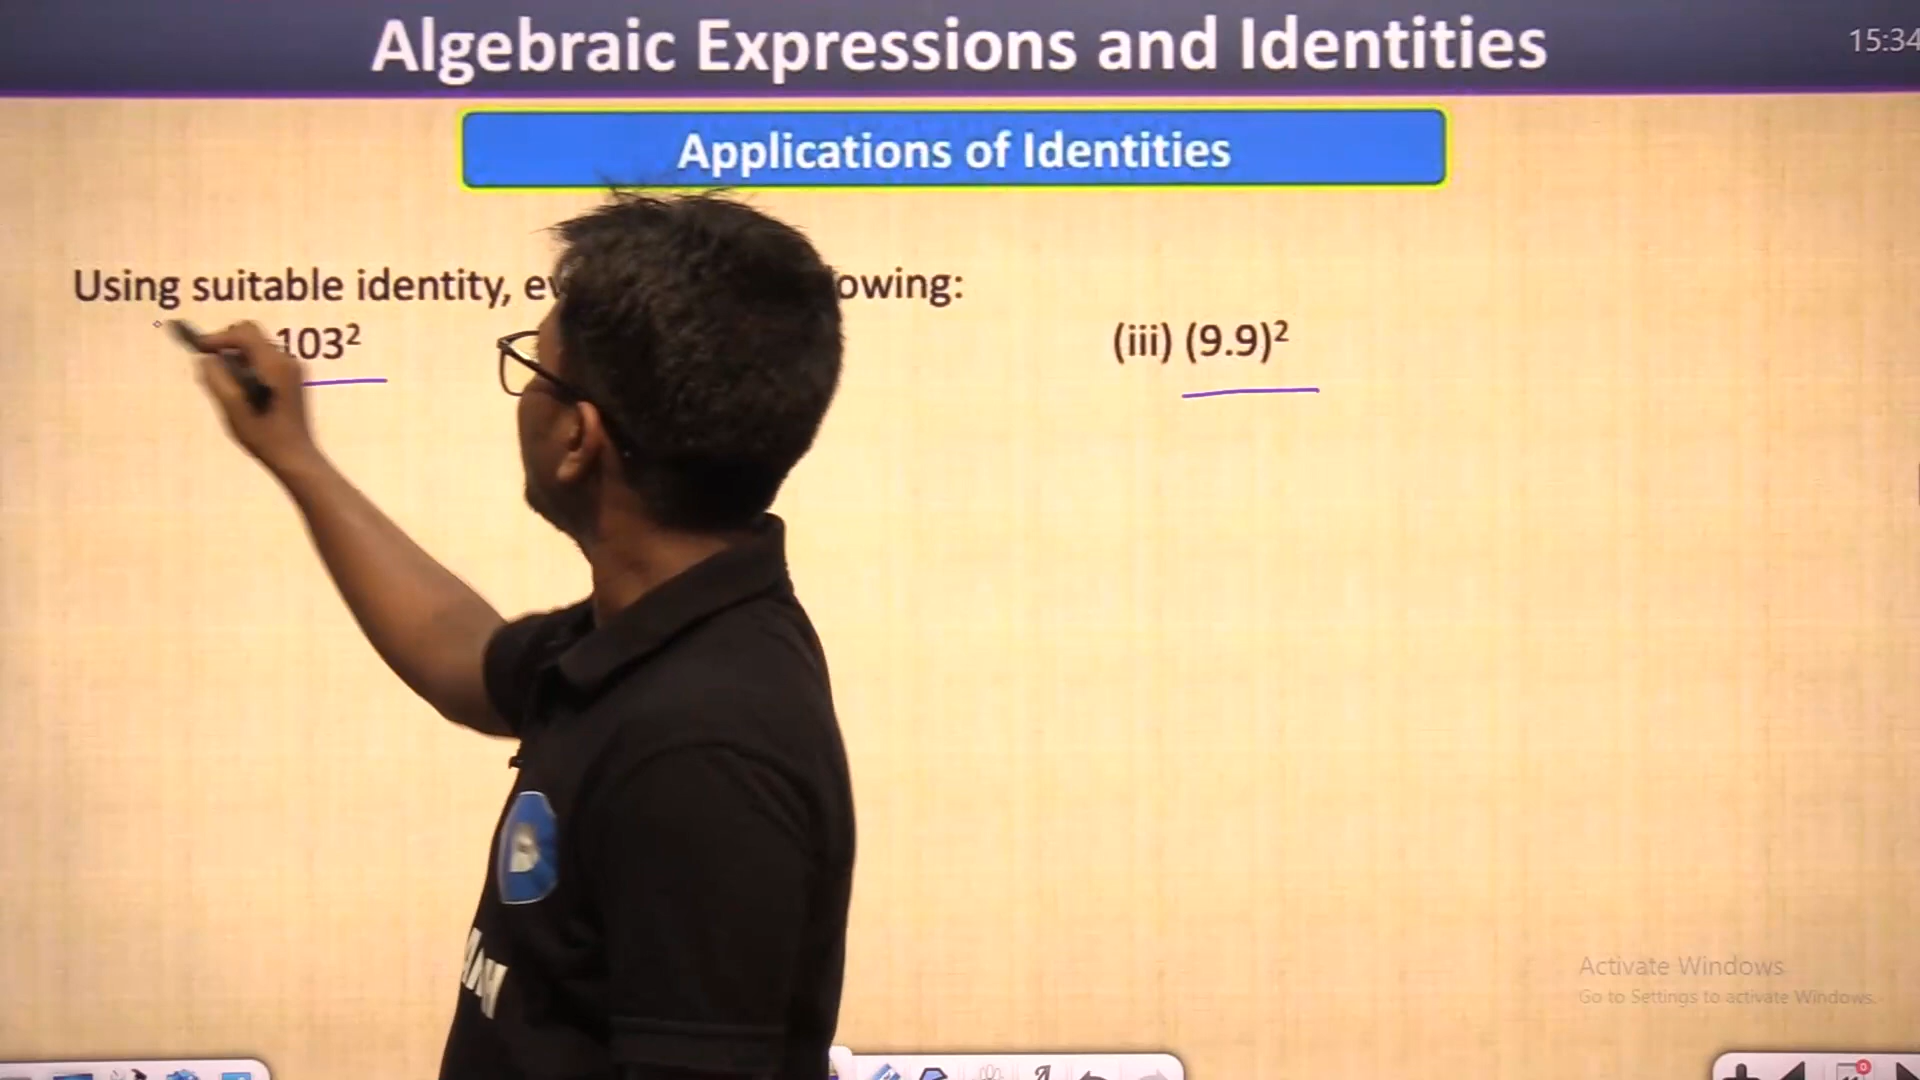 Algebraic Expressions and Identities
15:34
Applications of Identities
Using suitable identity, owing:
103²
(iii) (9.9)²
Activate Windows
Go to Settings to activate Windows.